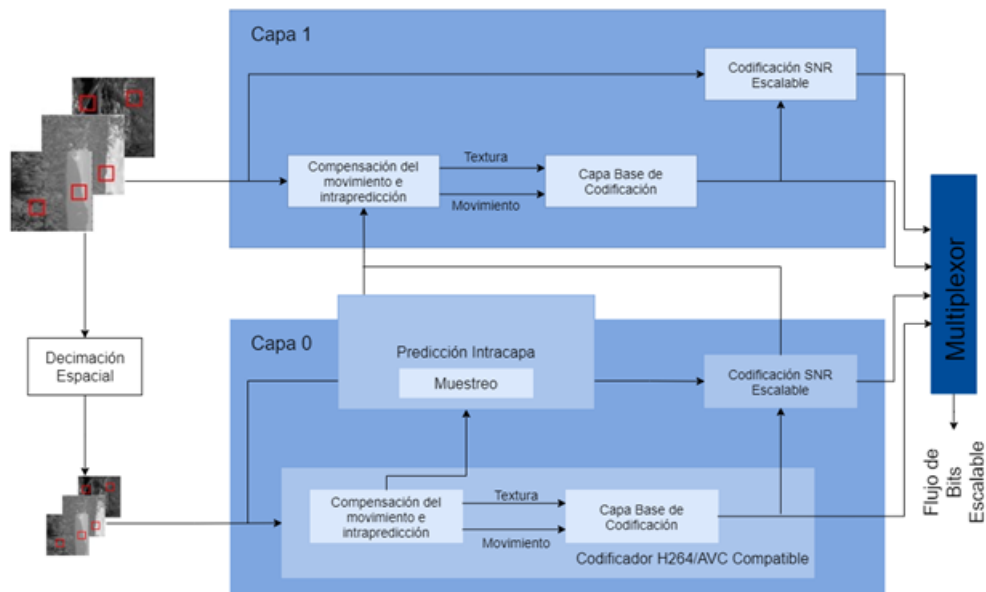 Capa 1
Codificación SNR
Escalable
Compensación del
movimiento e
intrapredicción
Textura
Movimiento
Capa Base de
Codificación
Multiplexor
Decimación
Espacial
Capa 0
Predicción Intracapa
Muestreo
Codificación SNR
Escalable
Compensación del
movimiento e
intrapredicción
Textura
Movimiento
Capa Base de
Codificación
Codificador H264/AVC Compatible
Flujo de
Bits
Escalable